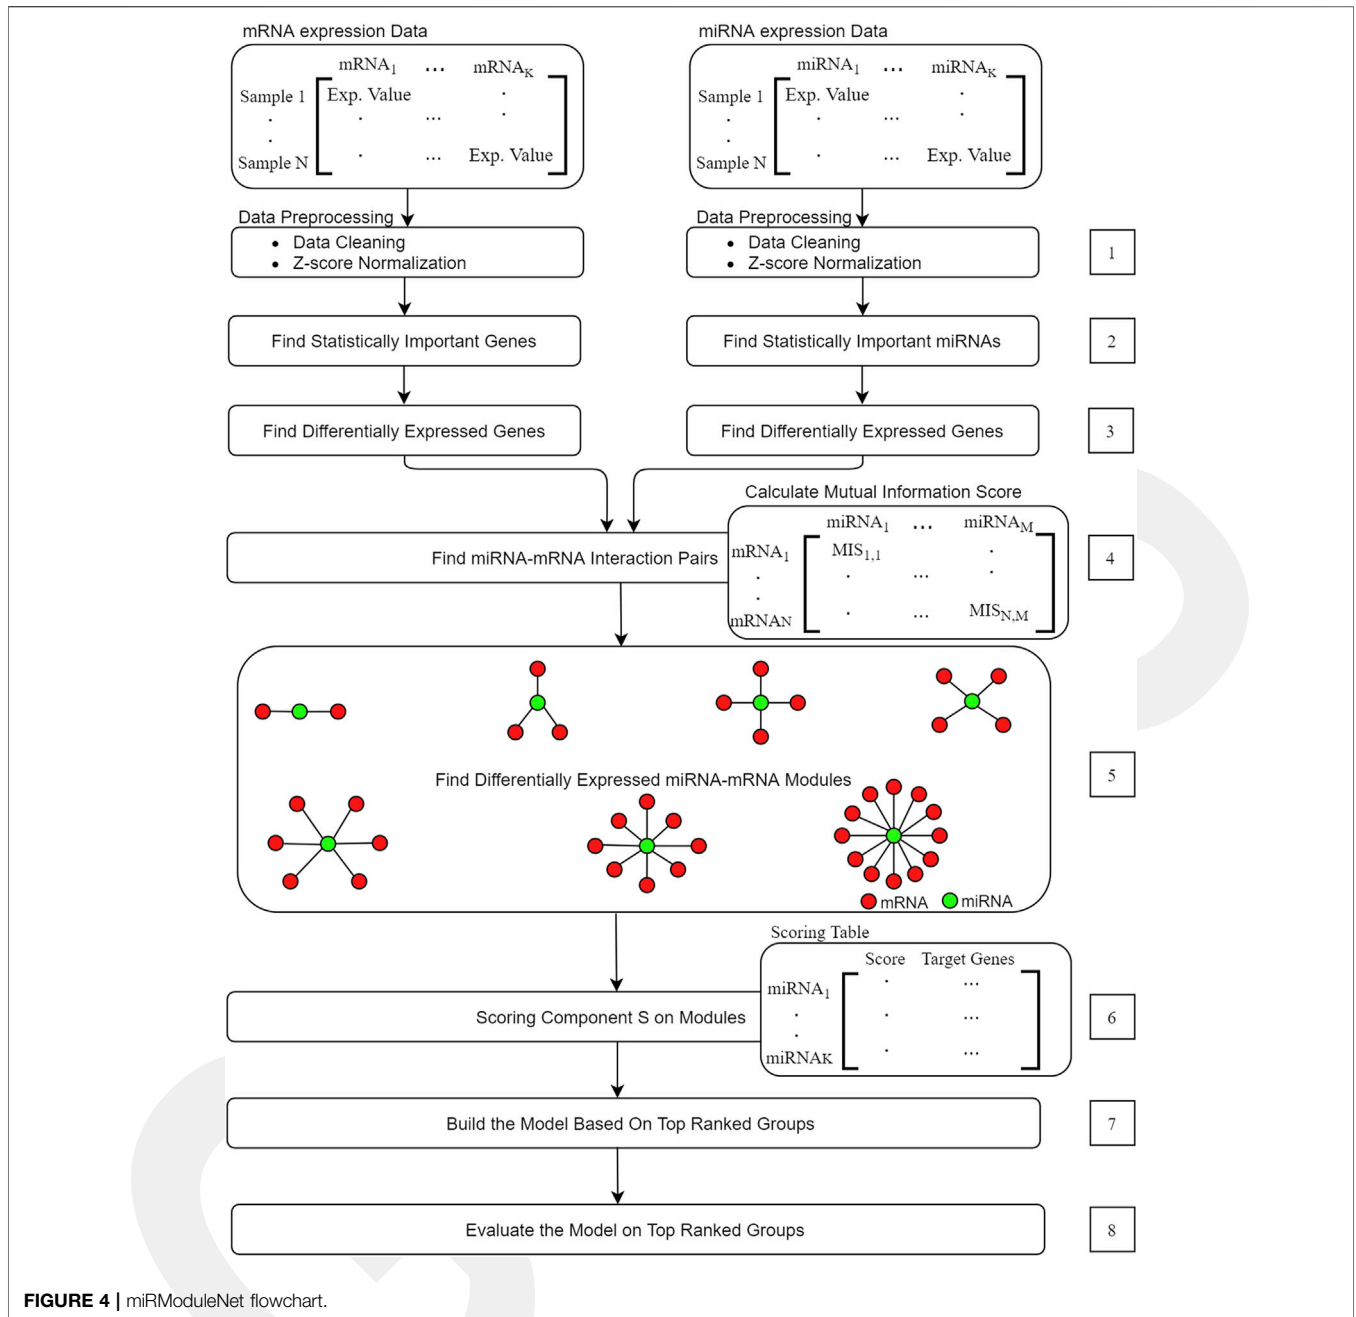 mRNA expression Data
mRNA1 ... mRNAK
Sample 1 Exp. Value .
. . ... .
.
Sample N . ... Exp. Value
miRNA expression Data
miRNA1 ... miRNAK
Sample 1 Exp. Value .
. . ... .
.
Sample N . ... Exp. Value
Data Preprocessing
• Data Cleaning
• Z-score Normalization
Data Preprocessing
• Data Cleaning
• Z-score Normalization
1
Find Statistically Important Genes
Find Statistically Important miRNAs
2
Find Differentially Expressed Genes
Find Differentially Expressed Genes
3
Find miRNA-mRNA Interaction Pairs
Calculate Mutual Information Score
miRNA1 ... miRNAM
mRNA1 MIS1,1 .
. . ... .
.
mRNAN . ... MISN,M
4
Find Differentially Expressed miRNA-mRNA Modules
mRNA miRNA
5
Scoring Component S on Modules
Scoring Table
Score Target Genes
miRNA1 . ...
. . ...
.
miRNAK . ...
6
Build the Model Based On Top Ranked Groups
7
Evaluate the Model on Top Ranked Groups
8
FIGURE 4 | miRModuleNet flowchart.